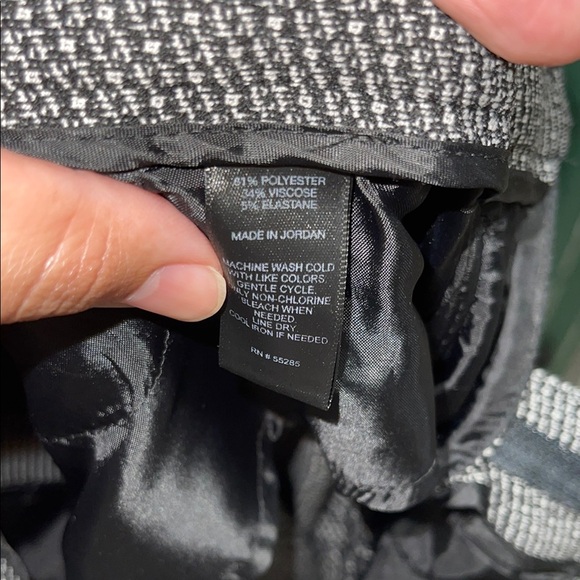 61% POLYESTER
34% VISCOSE
5% ELASTANE
MADE IN JORDAN
MACHINE WASH COLD
WITH LIKE COLORS.
GENTLE CYCLE.
ONLY NON-CHLORINE
BLEACH WHEN
NEEDED
LINE DRY
COOL IRON IF NEEDED
RN # 55285